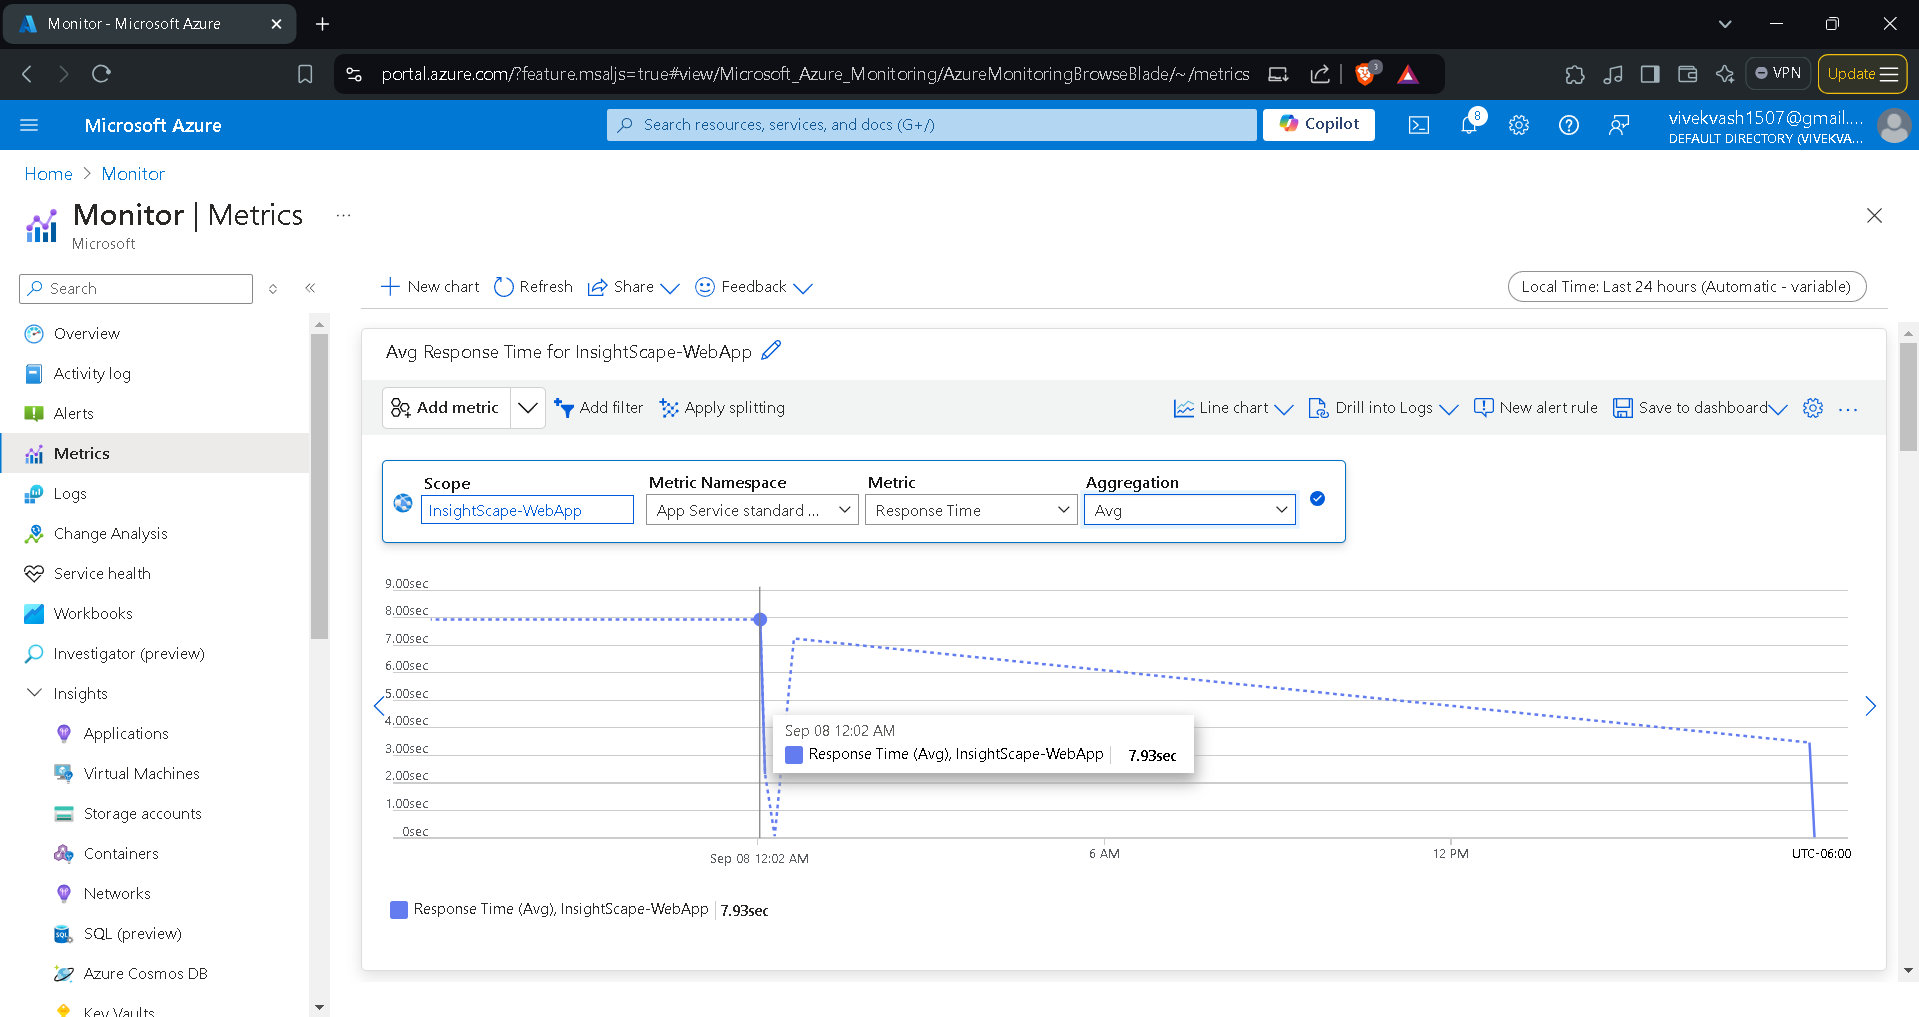 Monitor - Microsoft Azure
portal.azure.com/?feature.msaljs=true#view/Microsoft_Azure_Monitoring/AzureMonitoringBrowseBlade/~/metrics
3
VPN
Update
Microsoft Azure
Search resources, services, and docs (G+/)
Copilot
8
vivekvash1507@gmail....
DEFAULT DIRECTORY (VIVEKVA...
Home > Monitor
Monitor | Metrics
...
Microsoft
Search
Overview
Activity log
Alerts
Metrics
Logs
Change Analysis
Service health
Workbooks
Investigator (preview)
Insights
Applications
Virtual Machines
Storage accounts
Containers
Networks
SQL (preview)
Azure Cosmos DB
Key Vaults
New chart
Refresh
Share
Feedback
Local Time: Last 24 hours (Automatic - variable)
Avg Response Time for InsightScape-WebApp
Add metric
Add filter
Apply splitting
Line chart
Drill into Logs
New alert rule
Save to dashboard
...
Scope
InsightScape-WebApp
Metric Namespace
App Service standard ...
Metric
Response Time
Aggregation
Avg
9.00sec
8.00sec
7.00sec
6.00sec
5.00sec
4.00sec
3.00sec
2.00sec
1.00sec
0sec
Sep 08 12:02 AM
Response Time (Avg), InsightScape-WebApp | 7.93sec
Sep 08 12:02 AM
6 AM
12 PM
UTC-06:00
Response Time (Avg), InsightScape-WebApp | 7.93sec